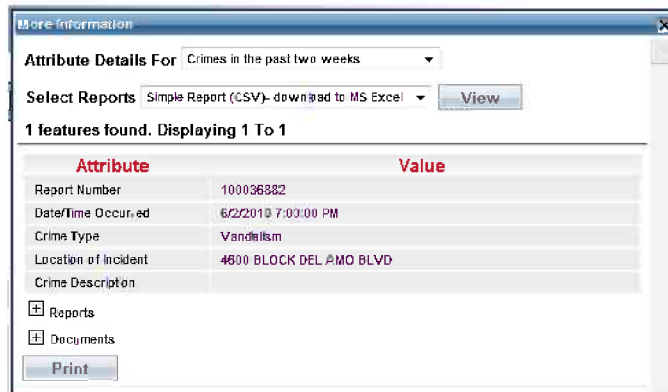 More Information
Attribute Details For Crimes in the past two weeks
Select Reports Simple Report (CSV)- download to MS Excel View
1 features found. Displaying 1 To 1
Attribute Value
Report Number 100036882
Date/Time Occurred 6/2/2010 7:00:00 PM
Crime Type Vandalism
Location of Incident 4600 BLOCK DEL AMO BLVD
Crime Description
Reports
Documents
Print